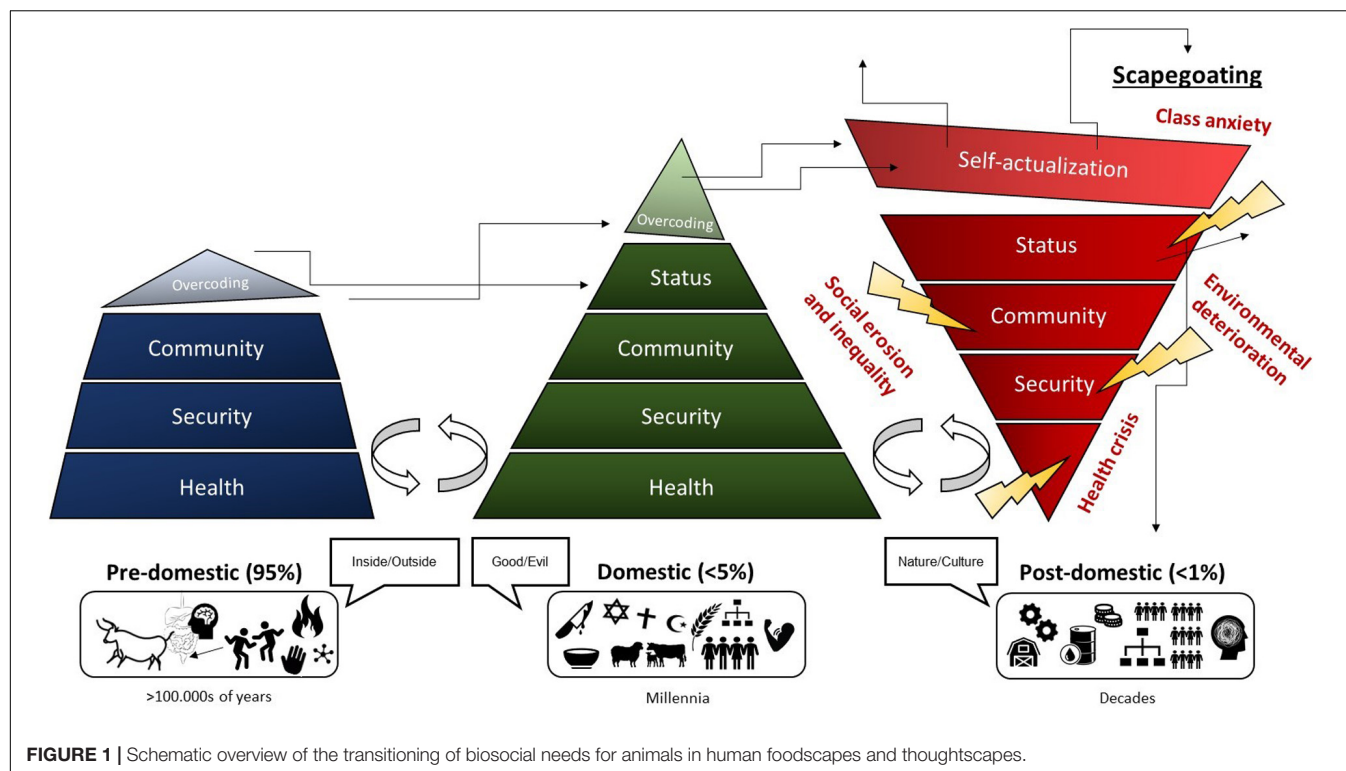 Scapegoating
Class anxiety
Self-actualization
Overcoding
Status
Community
Security
Health
Overcoding
Status
Community
Security
Health
Status
Community
Security
Social erosion
and inequality
Environmental
deterioration
Health crisis
Inside/Outside
Good/Evil
Nature/Culture
Pre-domestic (95%)
Domestic (<5%)
Post-domestic (<1%)
>100.000s of years
Millennia
Decades
FIGURE 1 | Schematic overview of the transitioning of biosocial needs for animals in human foodscapes and thoughtscapes.